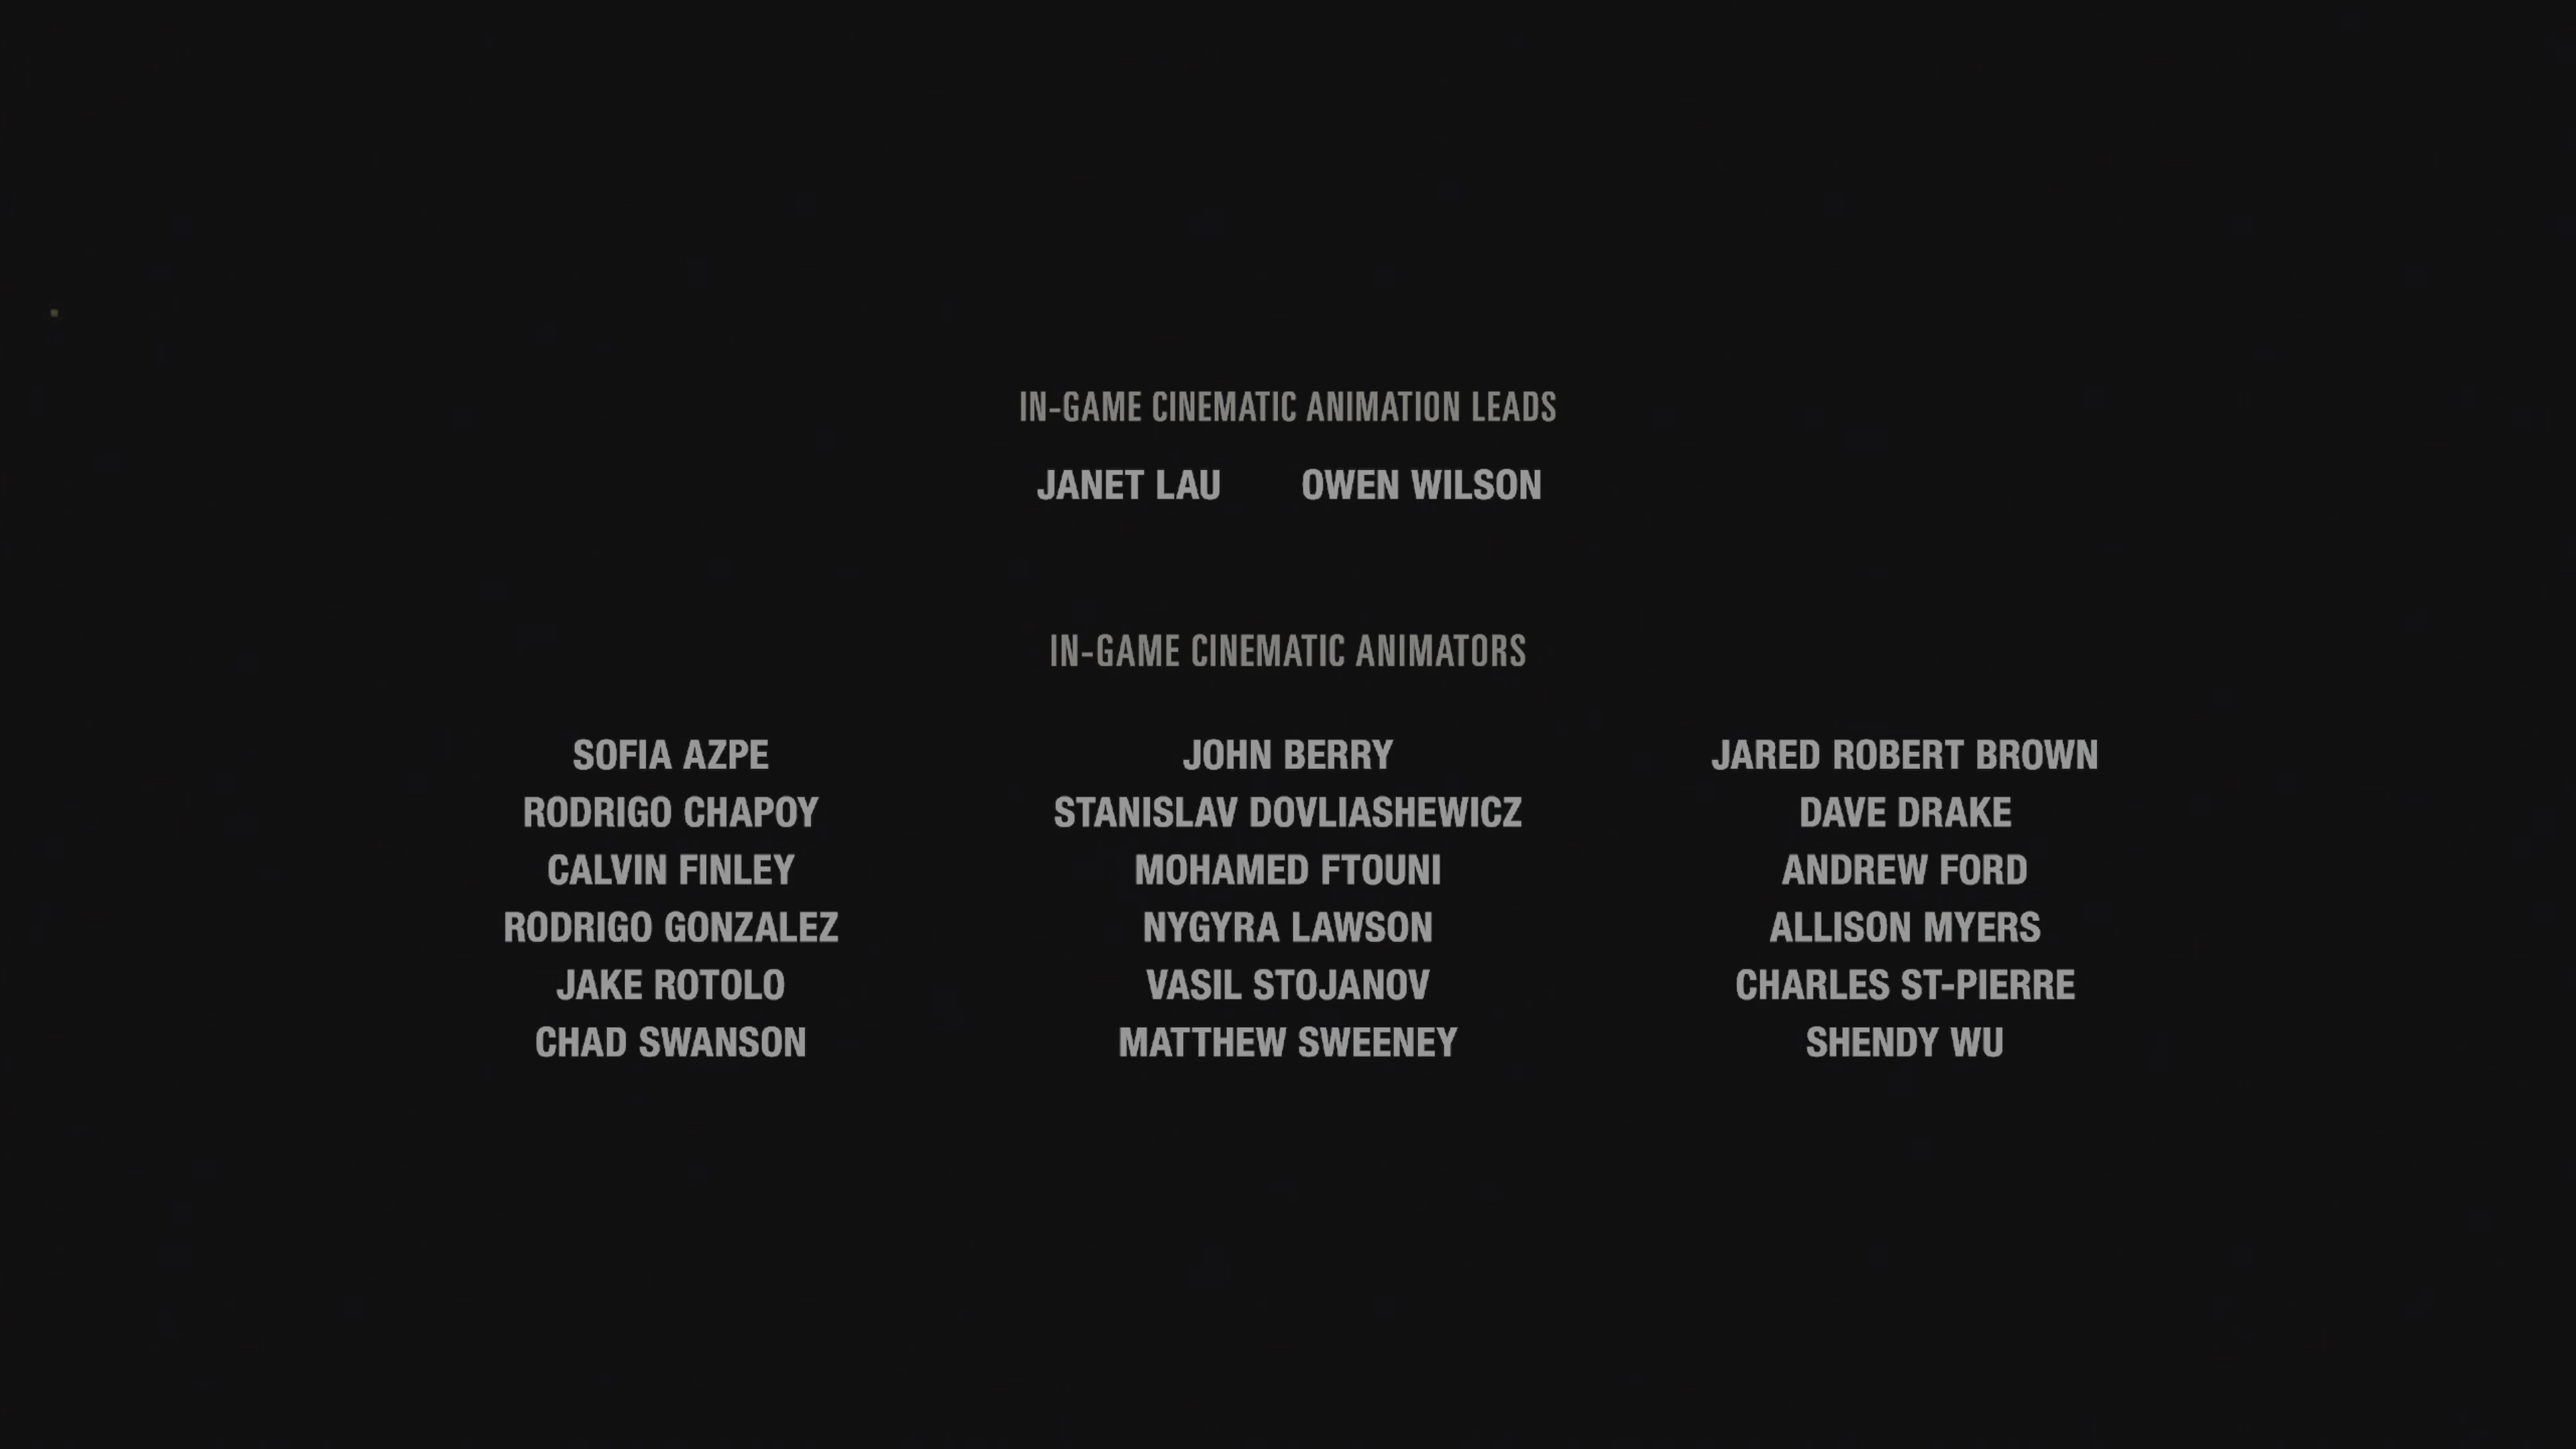 IN-GAME CINEMATIC ANIMATION LEADS
JANET LAU OWEN WILSON
IN-GAME CINEMATIC ANIMATORS
SOFIA AZPE JOHN BERRY JARED ROBERT BROWN
RODRIGO CHAPOY STANISLAV DOVLIASHEWICZ DAVE DRAKE
CALVIN FINLEY MOHAMED FTOUNI ANDREW FORD
RODRIGO GONZALEZ NYGYRA LAWSON ALLISON MYERS
JAKE ROTOLO VASIL STOJANOV CHARLES ST-PIERRE
CHAD SWANSON MATTHEW SWEENEY SHENDY WU